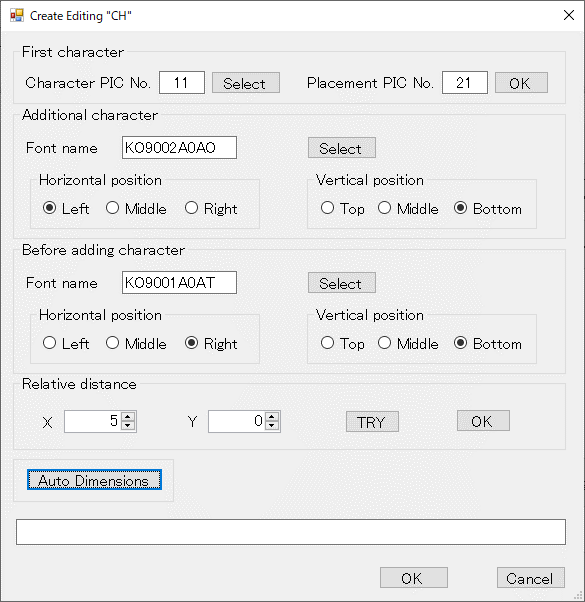 Create Editing "CH"
First character
Character PIC No. 11 Select Placement PIC No. 21 OK
Additional character
Font name KO9002A0AO Select
Horizontal position Vertical position
Left Middle Right Top Middle Bottom
Before adding character
Font name KO9001A0AT Select
Horizontal position Vertical position
Left Middle Right Top Middle Bottom
Relative distance
X 5 Y 0 TRY OK
Auto Dimensions
OK Cancel